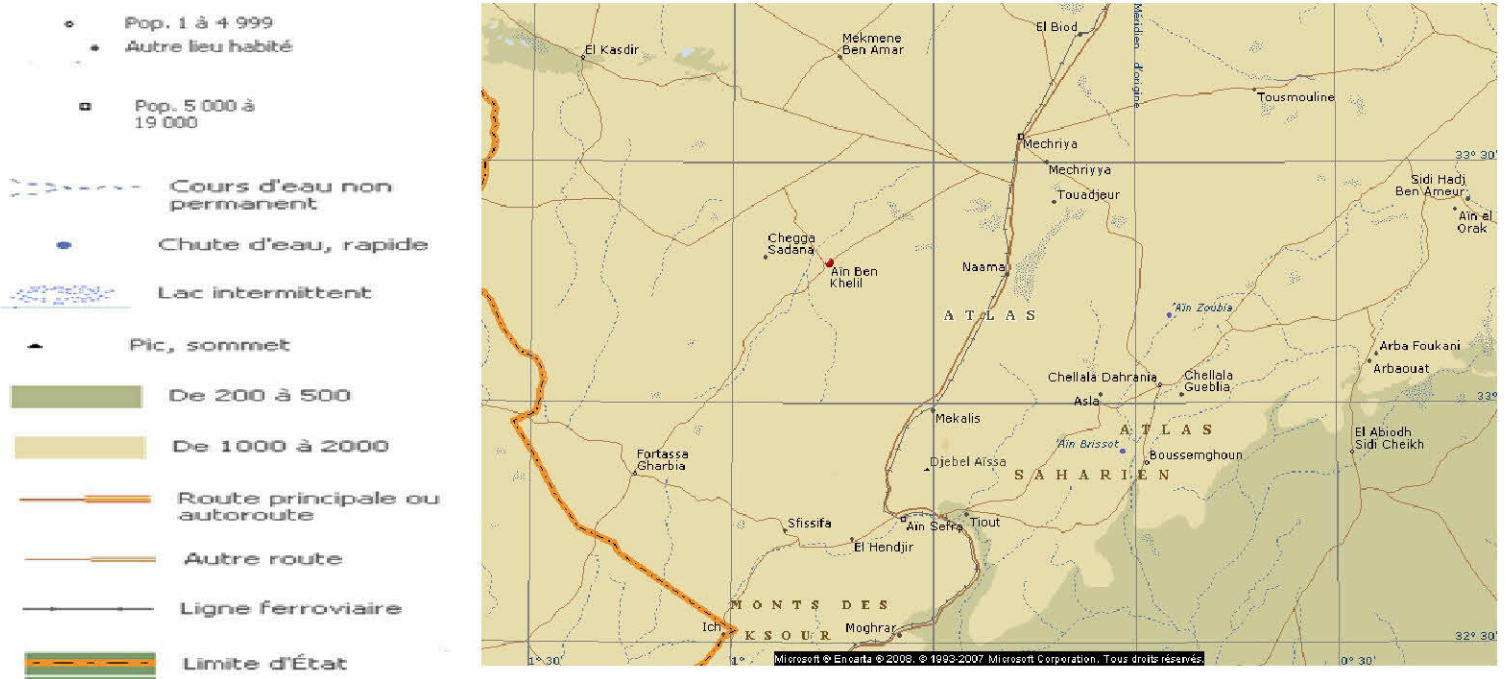 Pop. 1 à 4 999
Autre lieu habité
Pop. 5 000 à
19 000
Cours d'eau non
permanent
Chute d'eau, rapide
Lac intermittent
Pic, sommet
De 200 à 500
De 1000 à 2000
Route principale ou
autoroute
Autre route
Ligne ferroviaire
Limite d'État
El Biod
Méridien d'origine
El Kasdir
Mekmene
Ben Amar
Tousmouline
Mechriya
33° 30
Mechriyya
Sidi Hadj
Ben Ameur
Touadjeur
Aïn el
Orak
Chegga
Sadana
Aïn Ben
Khelil
Naama
ATLAS
'Aïn Zoubia
Arba Foukani
Arbaouat
Chellala Dahrania
Chellala
Gueblia
Asla
33°
Mekalis
ATLAS
El Abiodh
Sidi Cheikh
'Aïn Brissot
Boussemghoun
Fortassa
Gharbia
Djebel Aïssa
SAHARIEN
Sfissifa
Aïn Sefra
Tiout
El Hendjir
MONTS DES
KSOUR
Ich
Moghrar
32° 30
1° 30
1°
Microsoft ® Encarta ® 2008. © 1993-2007 Microsoft Corporation. Tous droits réservés.
0° 30